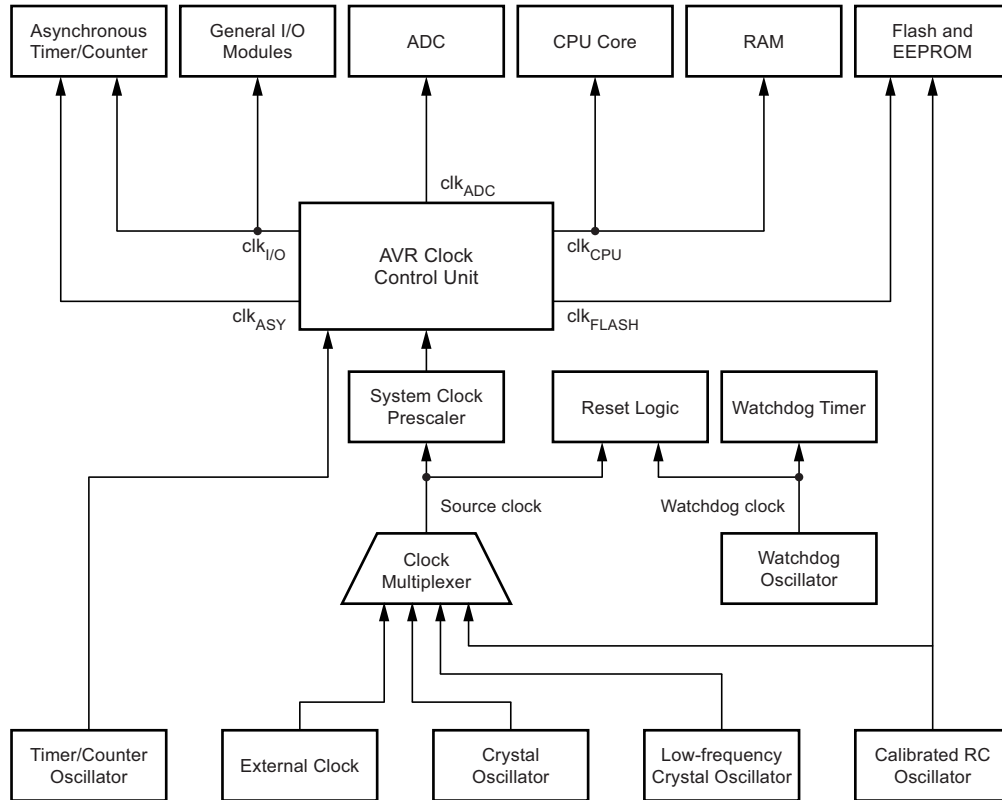 Asynchronous
Timer/Counter
General I/O
Modules
ADC
CPU Core
RAM
Flash and
EEPROM
clkADC
clkI/O
AVR Clock
Control Unit
clkCPU
clkASY
clkFLASH
System Clock
Prescaler
Reset Logic
Watchdog Timer
Source clock
Watchdog clock
Clock
Multiplexer
Watchdog
Oscillator
Timer/Counter
Oscillator
External Clock
Crystal
Oscillator
Low-frequency
Crystal Oscillator
Calibrated RC
Oscillator